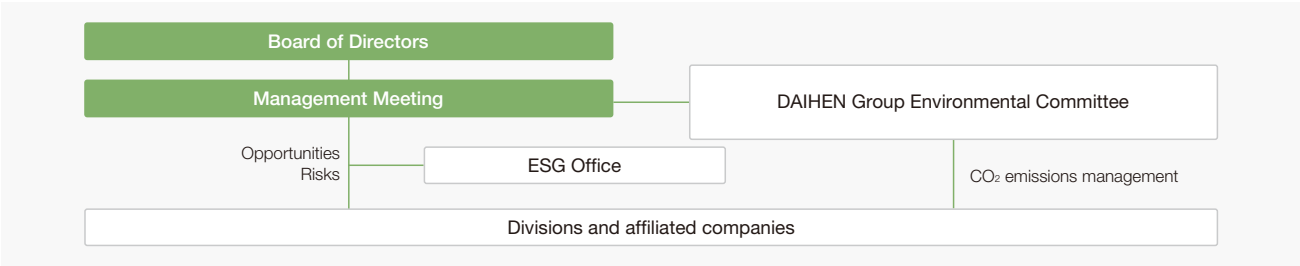 Board of Directors
Management Meeting
DAIHEN Group Environmental Committee
Opportunities
Risks
ESG Office
CO₂ emissions management
Divisions and affiliated companies